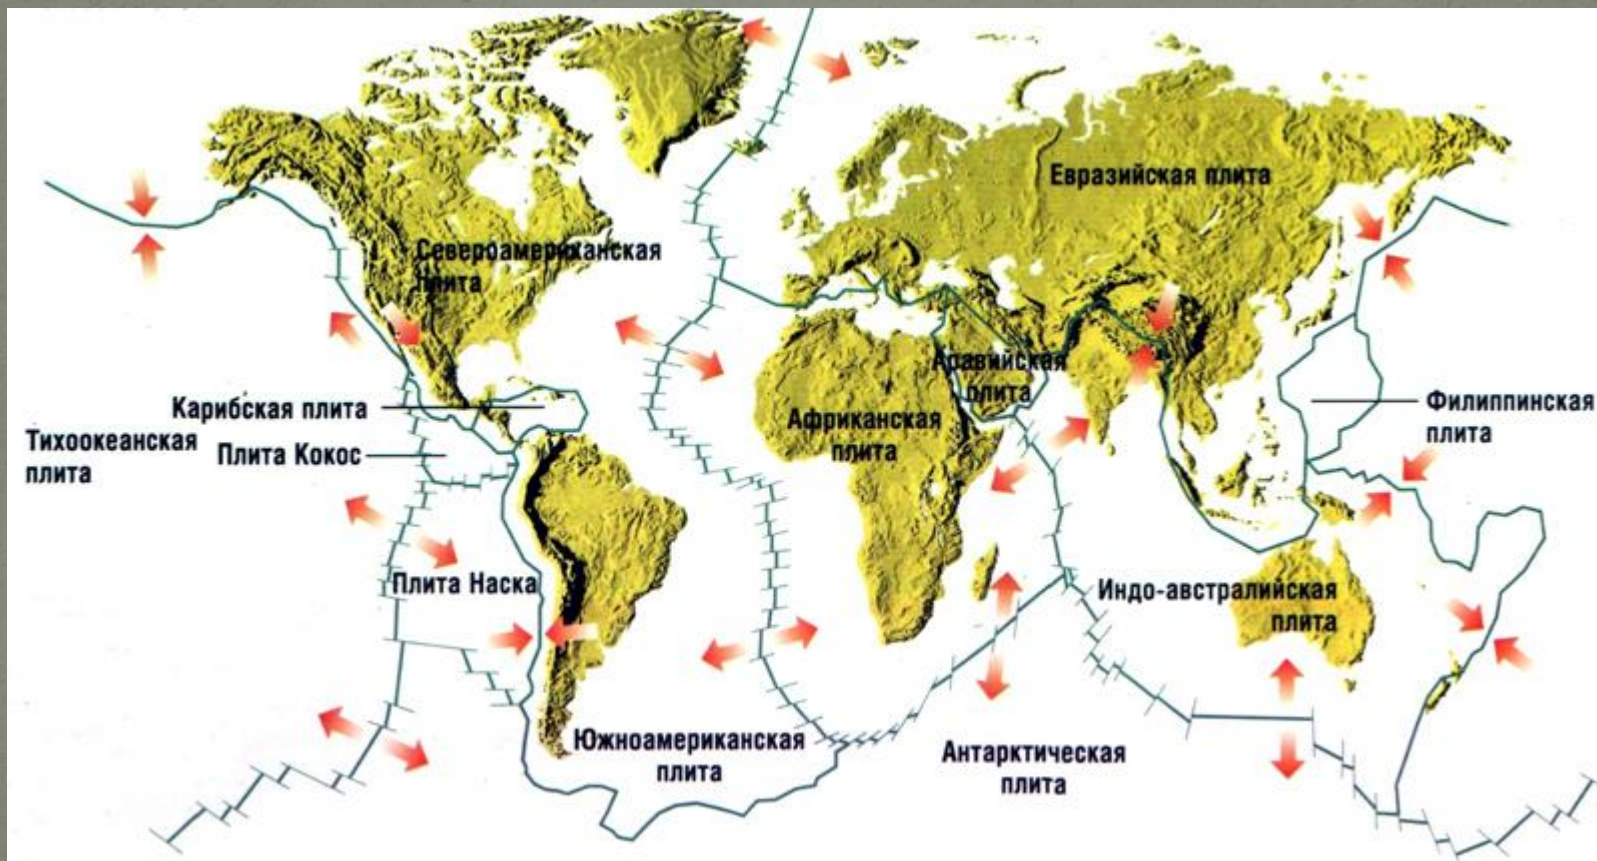 Евразийская плита
Североамериканская
плита
Аравийская
плита
Карибская плита
Африканская
плита
Филиппинская
плита
Тихоокеанская
плита
Плита Кокос
Плита Наска
Индо-австралийская
плита
Южноамериканская
плита
Антарктическая
плита